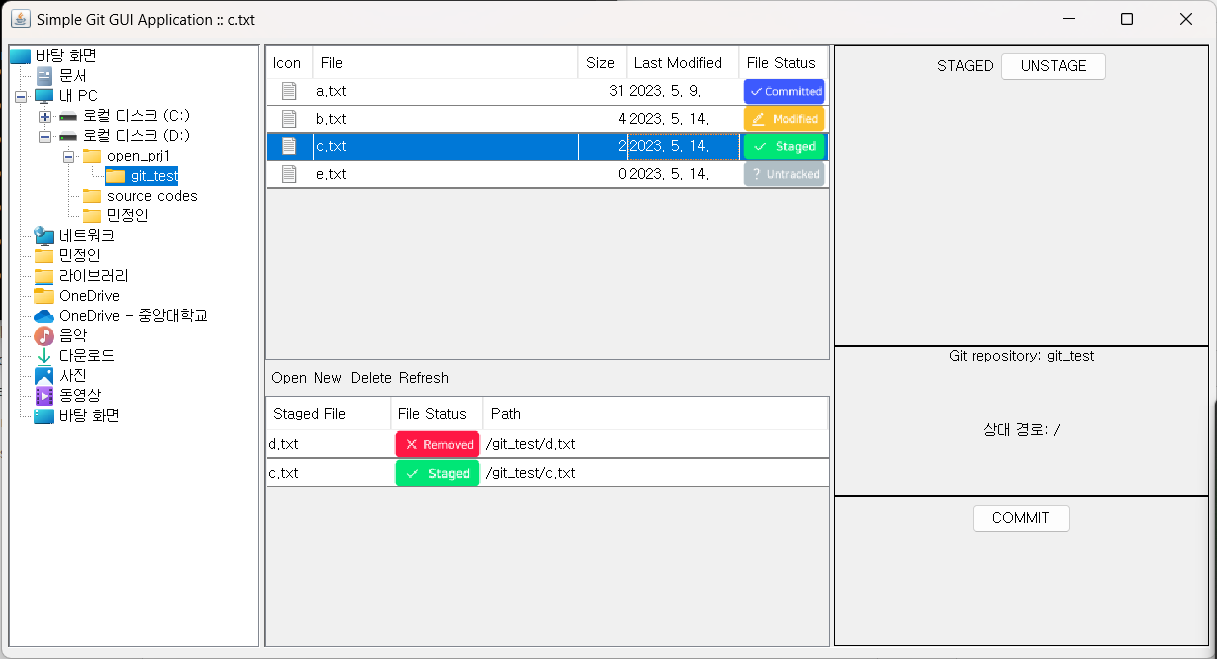 Simple Git GUI Application :: c.txt
바탕 화면
문서
내 PC
로컬 디스크 (C:)
로컬 디스크 (D:)
open_prj1
git_test
source codes
민정인
네트워크
민정인
라이브러리
OneDrive
OneDrive - 중앙대학교
음악
다운로드
사진
동영상
바탕 화면
Icon File Size Last Modified File Status
a.txt 31 2023. 5. 9. Committed
b.txt 4 2023. 5. 14. Modified
c.txt 2 2023. 5. 14. Staged
e.txt 0 2023. 5. 14. ? Untracked
Open New Delete Refresh
Staged File File Status Path
d.txt Removed /git_test/d.txt
c.txt Staged /git_test/c.txt
STAGED UNSTAGE
Git repository: git_test
상대 경로: /
COMMIT